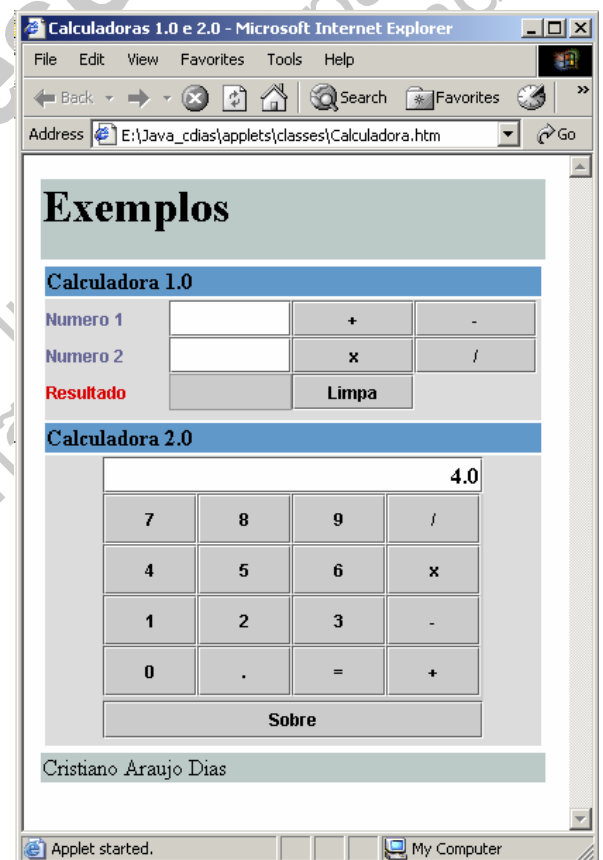 Calculadoras 1.0 e 2.0 - Microsoft Internet Explorer
File Edit View Favorites Tools Help
Back Search Favorites »
Address E:\Java_cdias\applets\classes\Calculadora.htm Go
Exemplos
Calculadora 1.0
Numero 1 + -
Numero 2 x /
Resultado Limpa
Calculadora 2.0
4.0
7 8 9 /
4 5 6 x
1 2 3 -
0 . = +
Sobre
Cristiano Araujo Dias
Applet started. My Computer